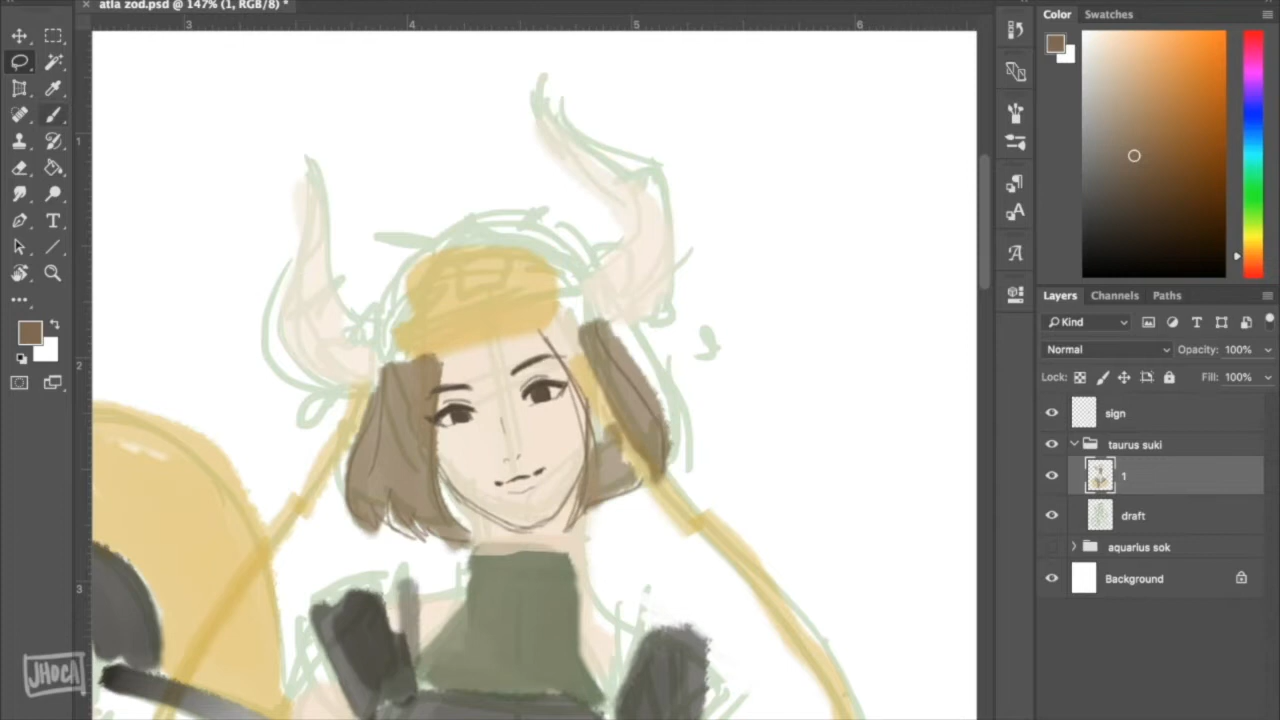 atla zod.psd @ 147% (1, RGB/8) *
3 4 5 6
1
2
3
Color Swatches
Layers Channels Paths
Kind
Normal Opacity: 100%
Lock: Fill: 100%
sign
taurus suki
1
draft
aquarius sok
Background
JHOCA